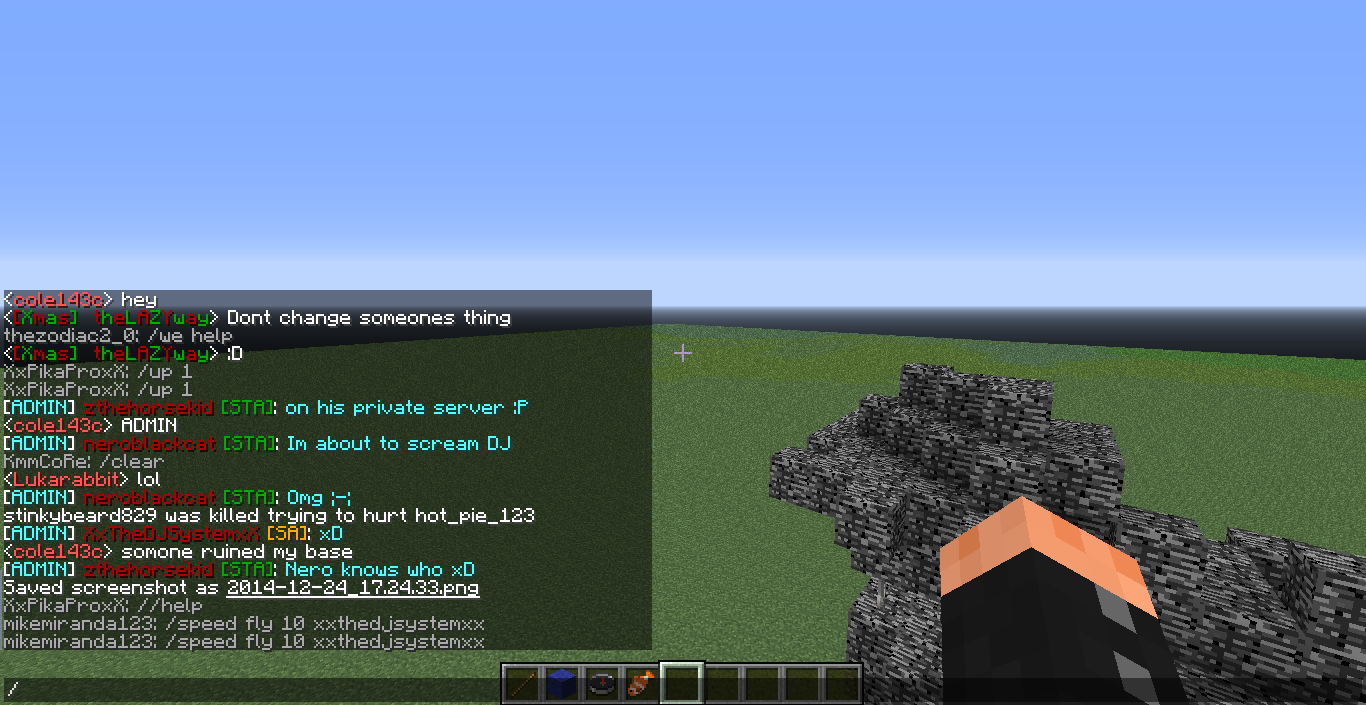 <cole143c> hey
<[Xmas] theLAZYway> Dont change someones thing
thezodiac2_0: /we help
<[Xmas] theLAZYway> :D
XxPikaProxX: /up 1
XxPikaProxX: /up 1
[ADMIN] zthehorsekid [STA]: on his private server :P
<cole143c> ADMIN
[ADMIN] neroblackcat [STA]: Im about to scream DJ
KmmCoRe: /clear
<Lukarabbit> lol
[ADMIN] neroblackcat [STA]: Omg ;-;
stinkybeard829 was killed trying to hurt hot_pie_123
[ADMIN] XxTheDJSystemxX [SA]: xD
<cole143c> somone ruined my base
[ADMIN] zthehorsekid [STA]: Nero knows who xD
Saved screenshot as 2014-12-24_17.24.33.png
XxPikaProxX: //help
mikemiranda123: /speed fly 10 xxthedjsystemxx
mikemiranda123: /speed fly 10 xxthedjsystemxx
/